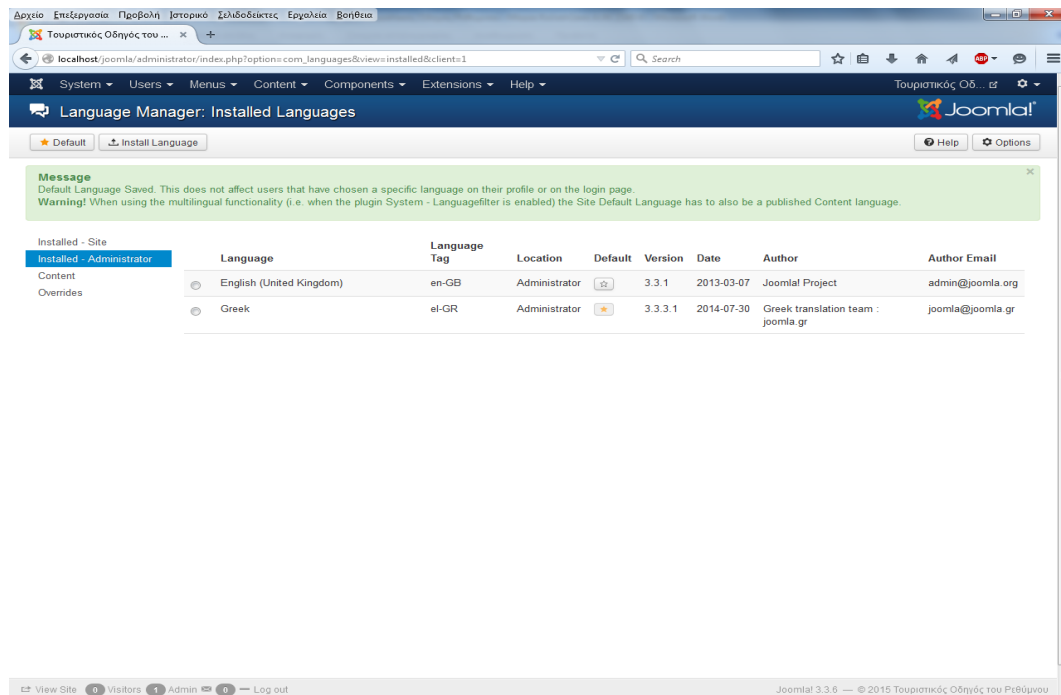 Αρχείο Επεξεργασία Προβολή Ιστορικό Σελιδοδείκτες Εργαλεία Βοήθεια
Τουριστικός Οδηγός του ... × +
localhost/joomla/administrator/index.php?option=com_languages&view=installed&client=1 Search ABP
System Users Menus Content Components Extensions Help Τουριστικός Οδ...
Language Manager: Installed Languages Joomla!
Default Install Language Help Options
Message ×
Default Language Saved. This does not affect users that have chosen a specific language on their profile or on the login page.
Warning! When using the multilingual functionality (i.e. when the plugin System - Languagefilter is enabled) the Site Default Language has to also be a published Content language.
Installed - Site
Installed - Administrator
Content
Overrides
Language Language Tag Location Default Version Date Author Author Email
English (United Kingdom) en-GB Administrator 3.3.1 2013-03-07 Joomla! Project admin@joomla.org
Greek el-GR Administrator 3.3.3.1 2014-07-30 Greek translation team : joomla.gr joomla@joomla.gr
View Site 0 Visitors 1 Admin 0 Log out Joomla! 3.3.6 — © 2015 Τουριστικός Οδηγός του Ρεθύμνου